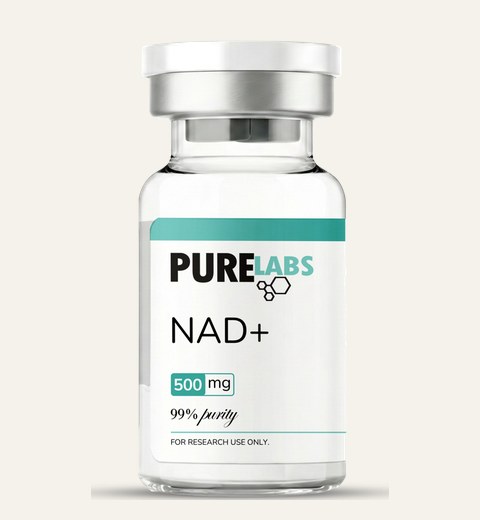 PURELABS
NAD+
500 mg
99% purity
FOR RESEARCH USE ONLY.